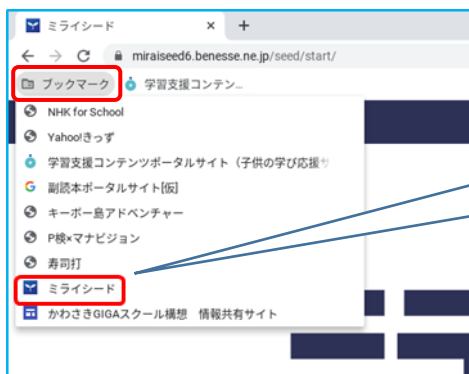 ミライシード
miraiseed6.benesse.ne.jp/seed/start/
ブックマーク 学習支援コンテン...
NHK for School
Yahoo!きっず
学習支援コンテンツポータルサイト（子供の学び応援サ
副読本ポータルサイト[仮]
キーボー島アドベンチャー
P検×マナビジョン
寿司打
ミライシード
かわさきGIGAスクール構想 情報共有サイト